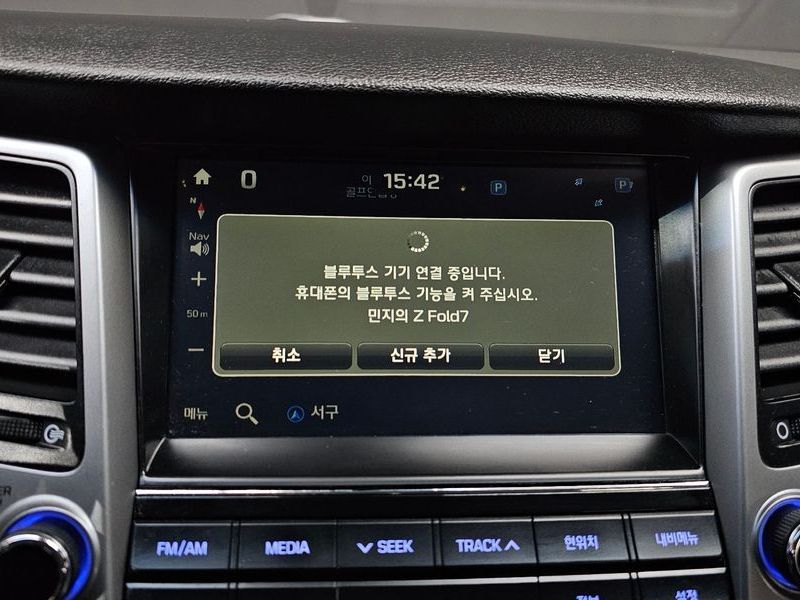 0
15:42
P
P
N
Nav
블루투스 기기 연결 중입니다.
휴대폰의 블루투스 기능을 켜 주십시오.
민지의 Z Fold7
50 m
취소
신규 추가
닫기
메뉴
서구
FM/AM
MEDIA
SEEK
TRACK
현위치
내비메뉴